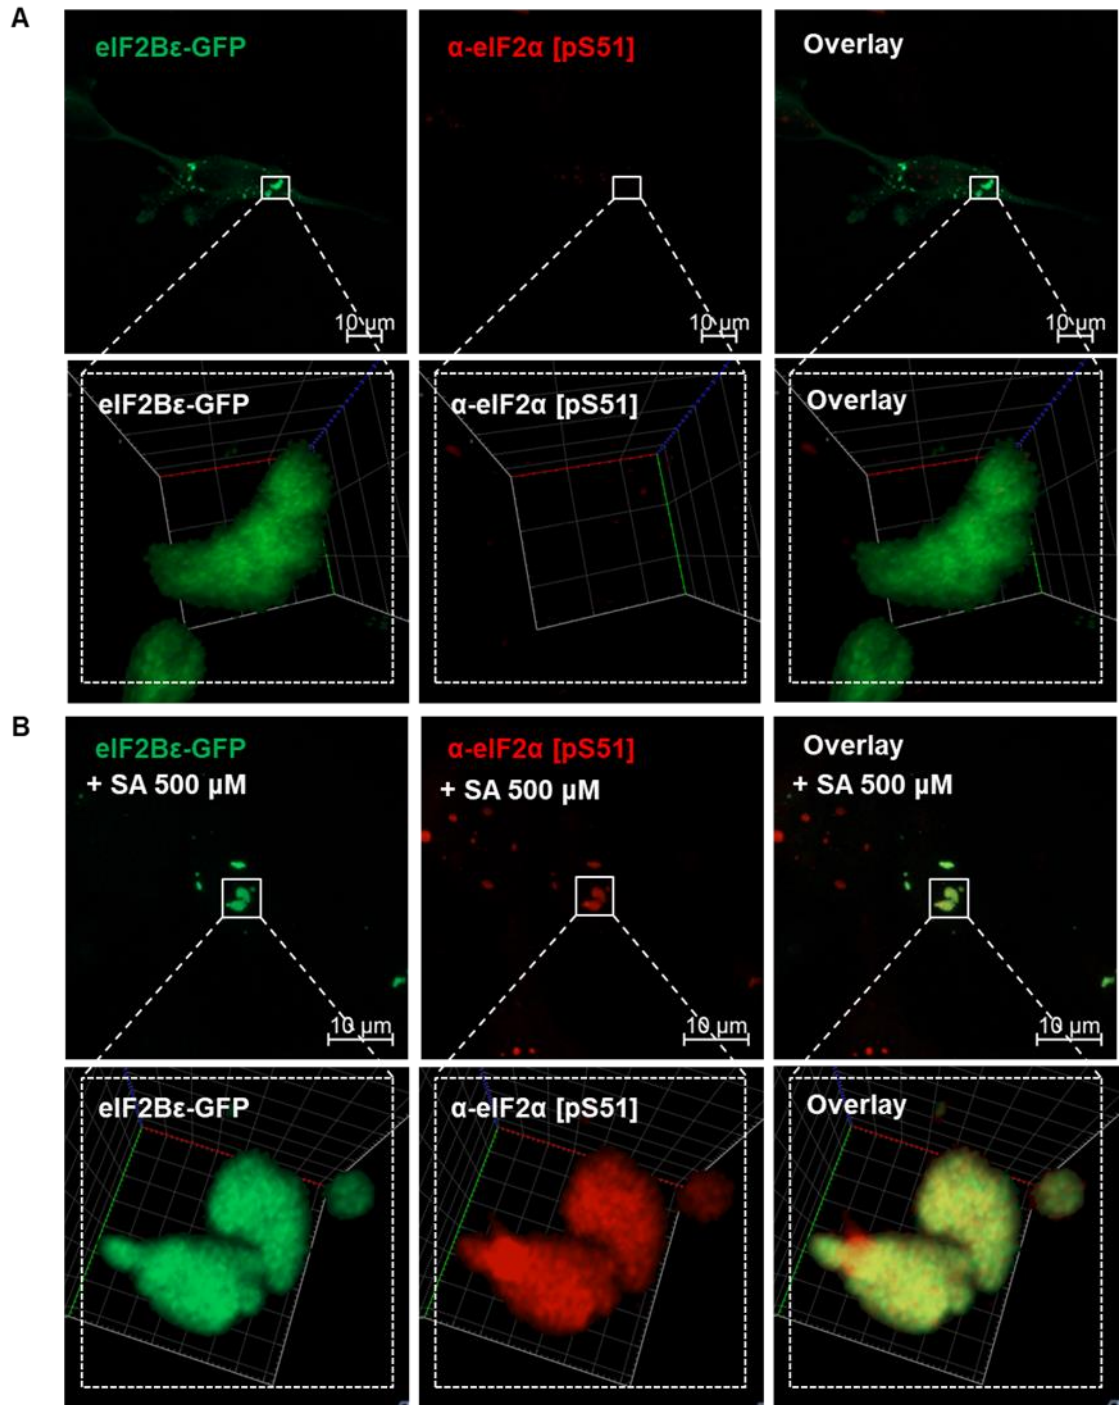 A
eIF2Bε-GFP
α-eIF2α [pS51]
Overlay
10 µm
10 µm
10 µm
eIF2Bε-GFP
α-eIF2α [pS51]
Overlay
B
eIF2Bε-GFP
+ SA 500 µM
α-eIF2α [pS51]
+ SA 500 µM
Overlay
+ SA 500 µM
10 µm
10 µm
10 µm
eIF2Bε-GFP
α-eIF2α [pS51]
Overlay